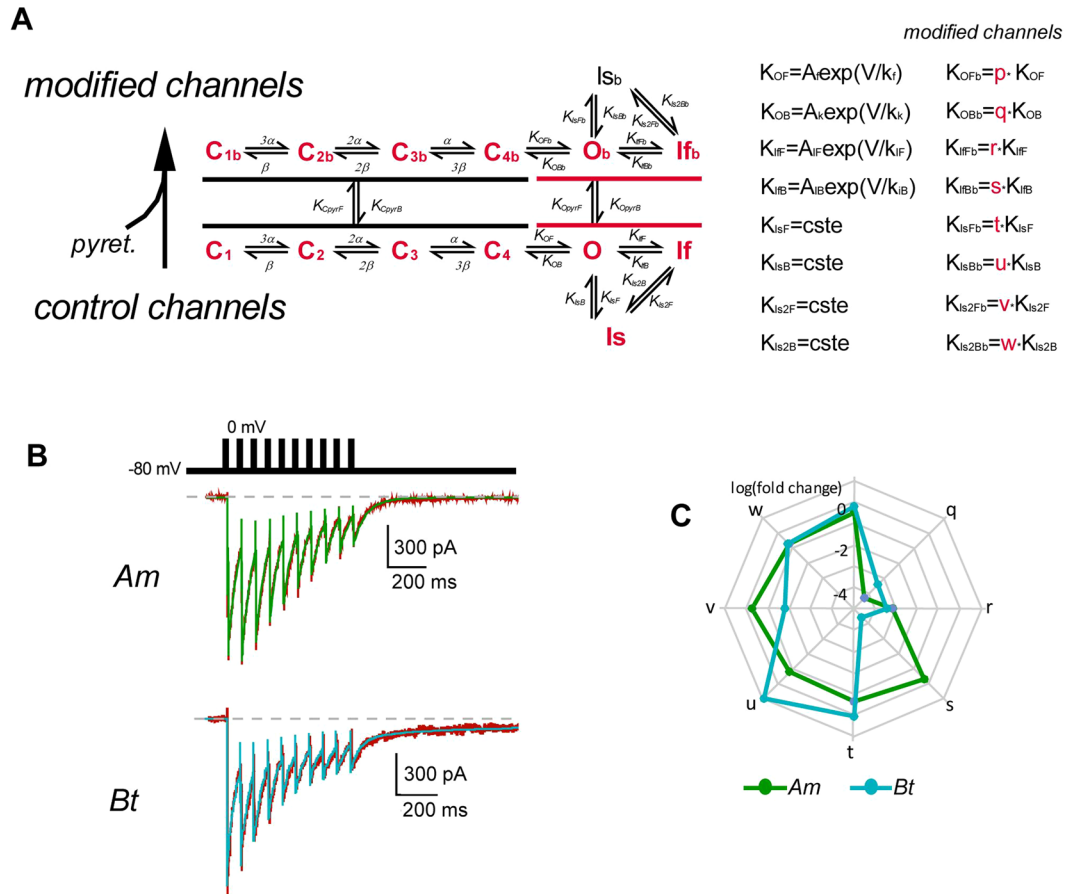 A
modified channels
modified channels
Isb
KIsFb KIsBb KIs2Fb KIs2Bb
C1b 3α β C2b 2α 2β C3b α 3β C4b KOFb KOBb Ob KIfFb KIfBb Ifb
KCpyrF KCpyrB KOpyrF KOpyrB
pyret.
C1 3α β C2 2α 2β C3 α 3β C4 KOF KOB O KIfF KIfB If
KIsB KIsF KIs2B KIs2F
Is
control channels
KOF=Afexp(V/kf) KOFb=p· KOF
KOB=Akexp(V/kk) KOBb=q·KOB
KIfF=AIFexp(V/kIF) KIfFb=r· KIfF
KIfB=AIBexp(V/kiB) KIfBb=s· KIfB
KIsF=cste KIsFb=t·KIsF
KIsB=cste KIsBb=u·KIsB
KIs2F=cste KIs2Fb=v·KIs2F
KIs2B=cste KIs2Bb=w·KIs2B
B
0 mV
-80 mV
Am
300 pA
200 ms
Bt
300 pA
200 ms
C
log(fold change)
w
0
q
-2
-4
v
r
u
s
t
Am Bt